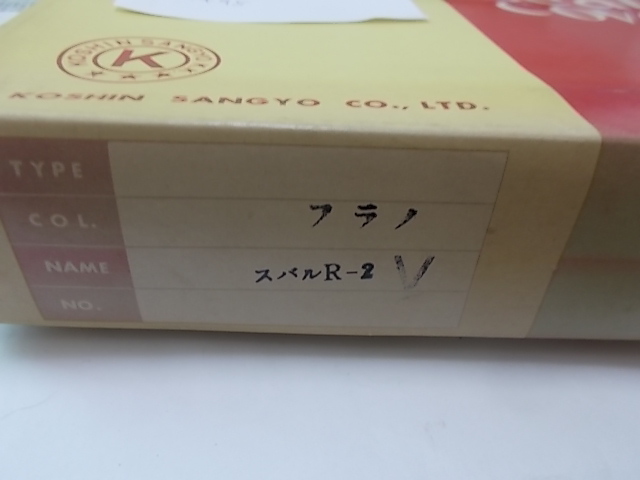 KOSHIN SANGYO
K
KOSHIN SANGYO CO., LTD.
TYPE
COL. フラノ
NAME スバルR-2 V
NO.